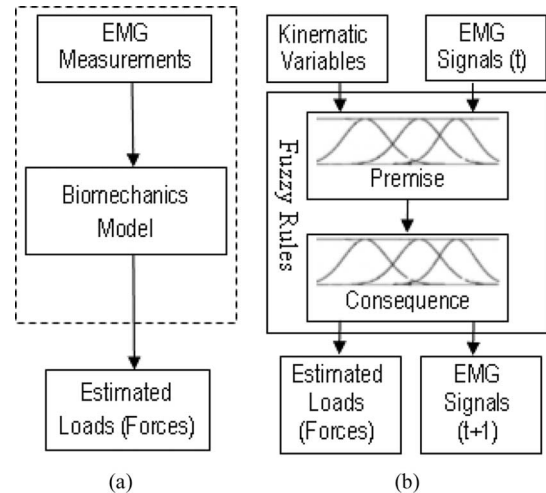 EMG
Measurements
Biomechanics
Model
Estimated
Loads (Forces)
(a)
Kinematic
Variables
EMG
Signals (t)
Fuzzy Rules
Premise
Consequence
Estimated
Loads
(Forces)
EMG
Signals
(t+1)
(b)